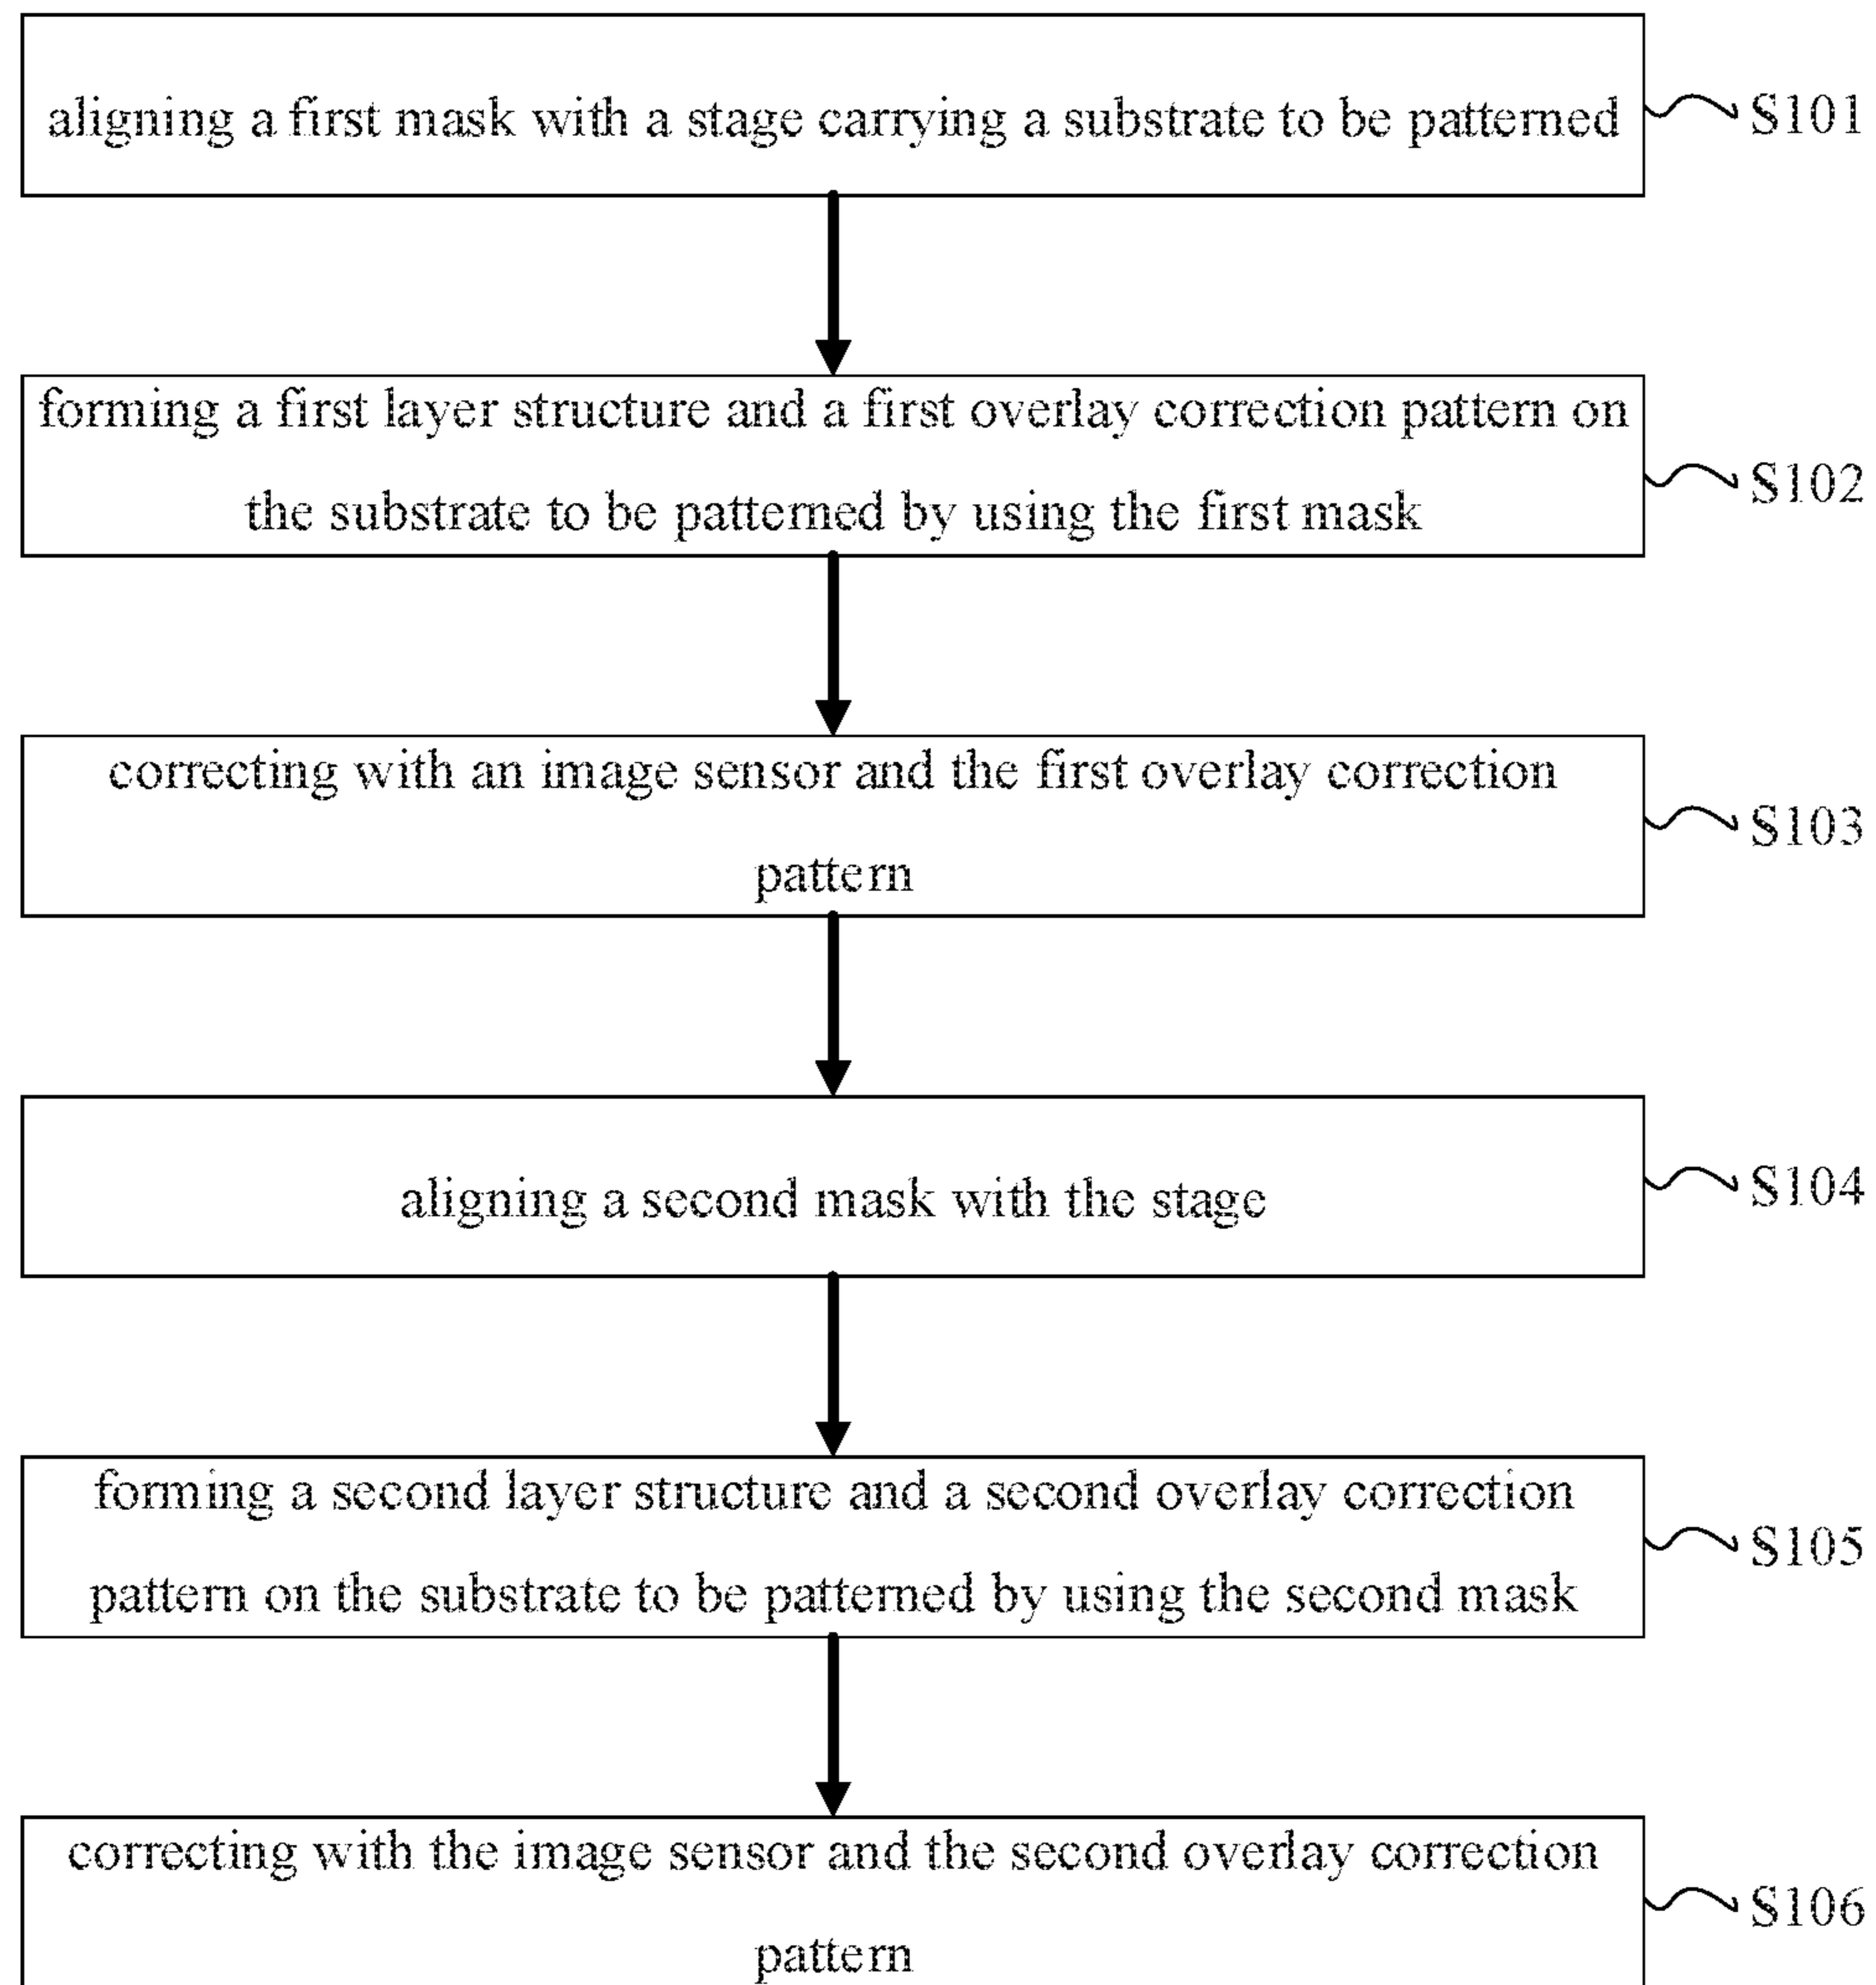 aligning a first mask with a stage carrying a substrate to be patterned
S101
forming a first layer structure and a first overlay correction pattern on
the substrate to be patterned by using the first mask
S102
correcting with an image sensor and the first overlay correction
pattern
S103
aligning a second mask with the stage
S104
forming a second layer structure and a second overlay correction
pattern on the substrate to be patterned by using the second mask
S105
correcting with the image sensor and the second overlay correction
pattern
S106